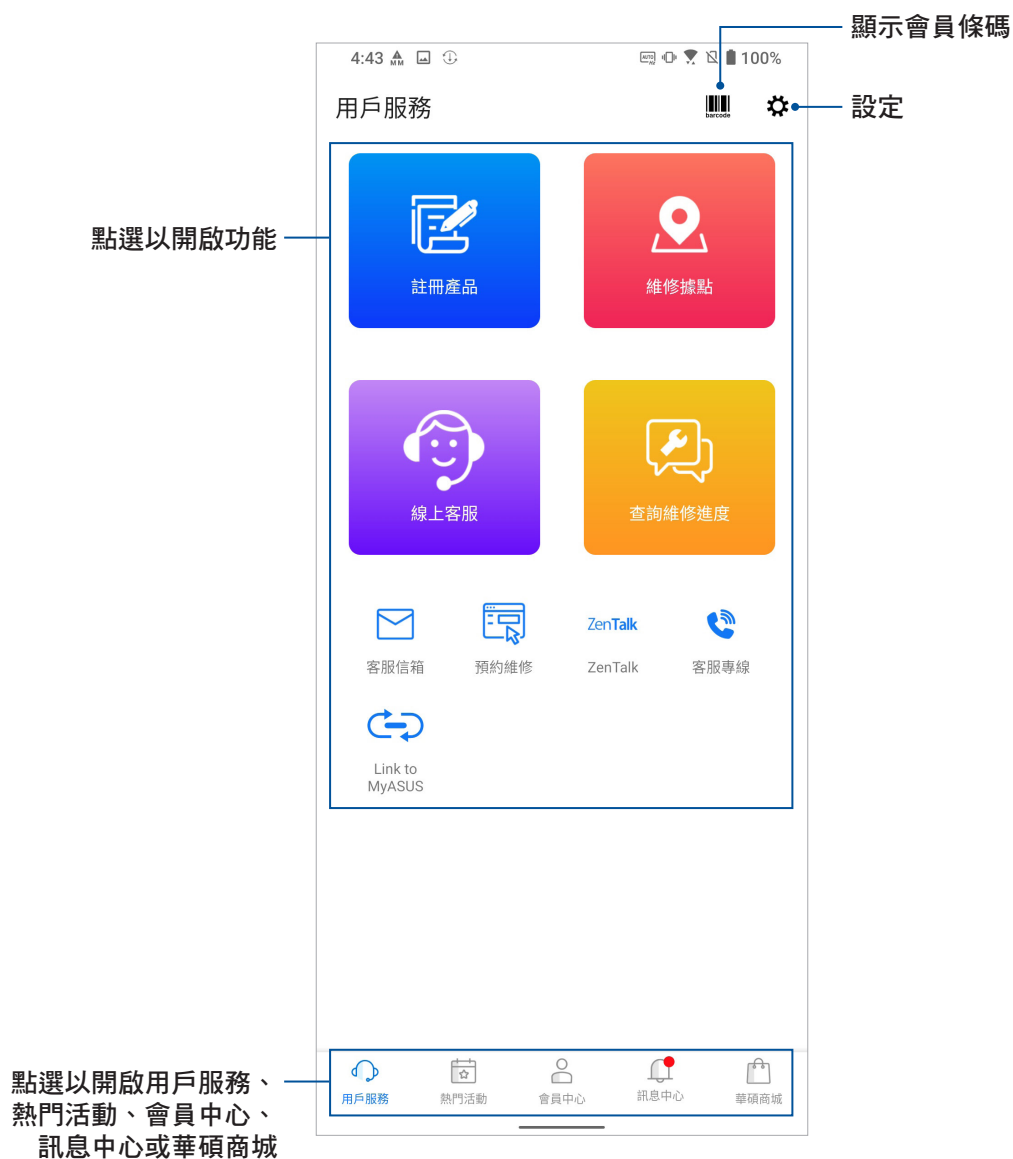 顯示會員條碼
4:43 MM AUTO Hz 100%
用戶服務
barcode
設定
點選以開啟功能
註冊產品
維修據點
線上客服
查詢維修進度
ZenTalk
客服信箱
預約維修
ZenTalk
客服專線
Link to
MyASUS
點選以開啟用戶服務、
熱門活動、會員中心、
訊息中心或華碩商城
用戶服務
熱門活動
會員中心
訊息中心
華碩商城